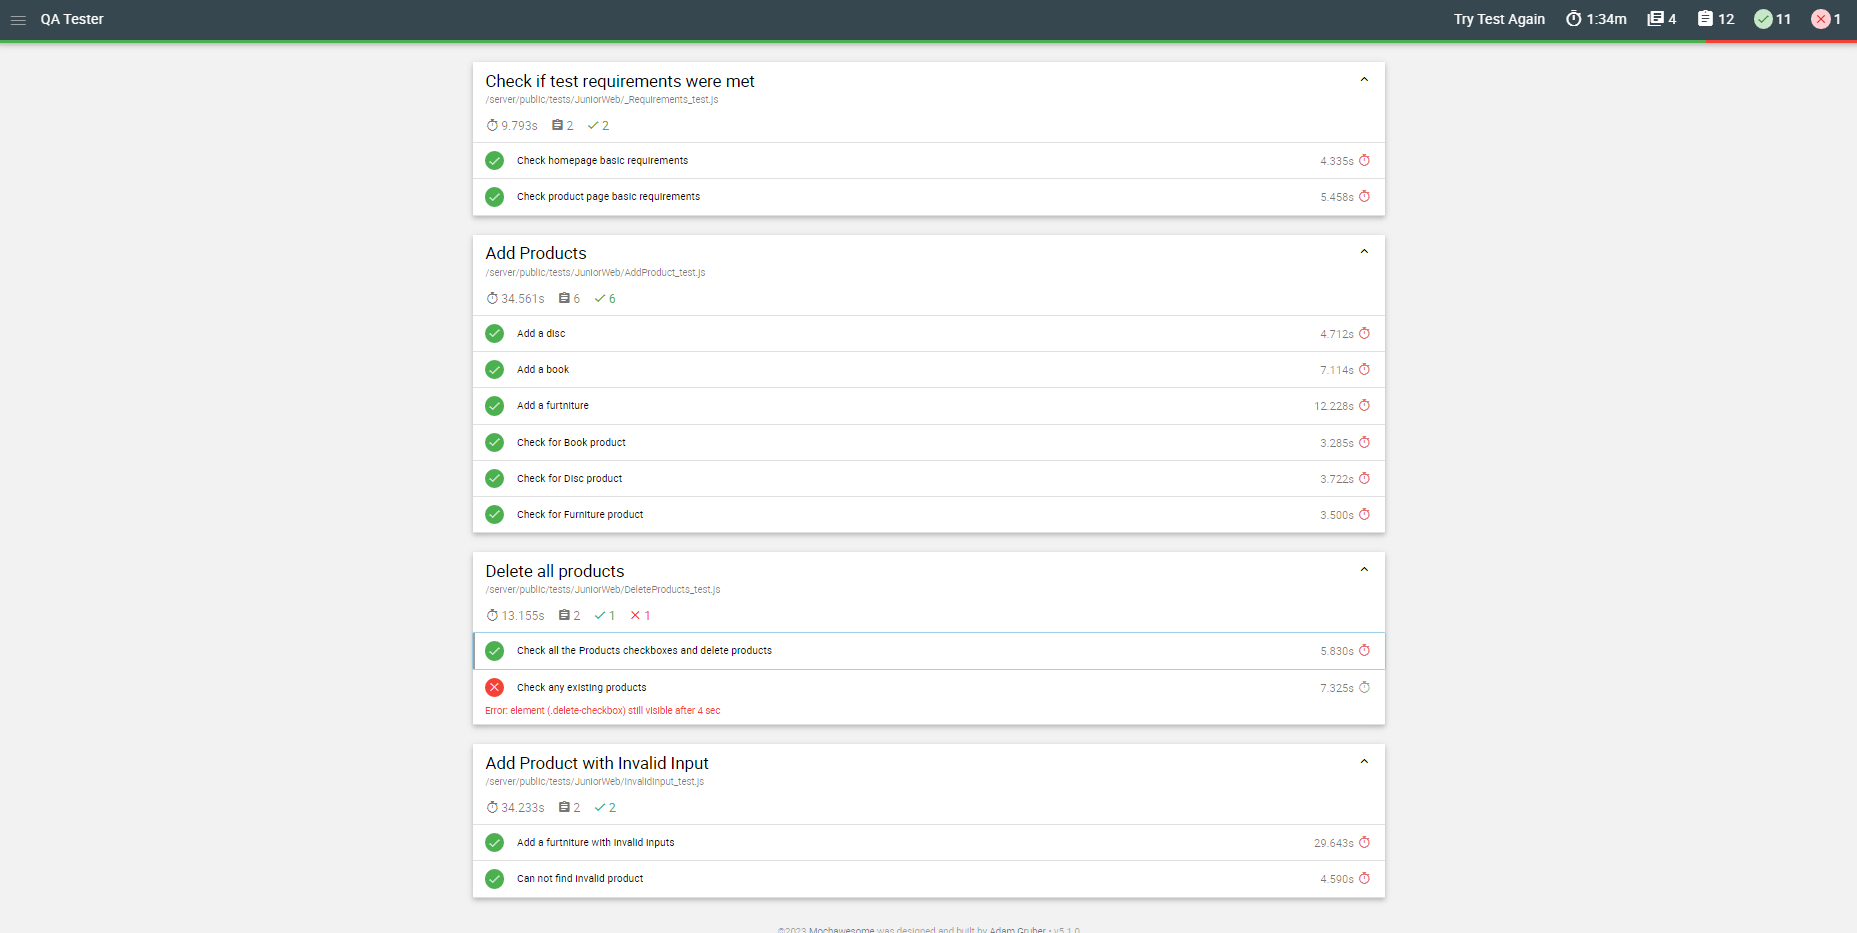 QA Tester
Try Test Again 1:34m 4 12 11 1
Check if test requirements were met
/server/public/tests/JuniorWeb/_Requirements_test.js
9.793s 2 2
Check homepage basic requirements 4.335s
Check product page basic requirements 5.458s
Add Products
/server/public/tests/JuniorWeb/AddProduct_test.js
34.561s 6 6
Add a disc 4.712s
Add a book 7.114s
Add a furtniture 12.228s
Check for Book product 3.285s
Check for Disc product 3.722s
Check for Furniture product 3.500s
Delete all products
/server/public/tests/JuniorWeb/DeleteProducts_test.js
13.155s 2 1 1
Check all the Products checkboxes and delete products 5.830s
Check any existing products 7.325s
Error: element (.delete-checkbox) still visible after 4 sec
Add Product with Invalid Input
/server/public/tests/JuniorWeb/InvalidInput_test.js
34.233s 2 2
Add a furtniture with invalid inputs 29.643s
Can not find invalid product 4.590s
©2023 Mochawesome was designed and built by Adam Gruber • v5.1.0